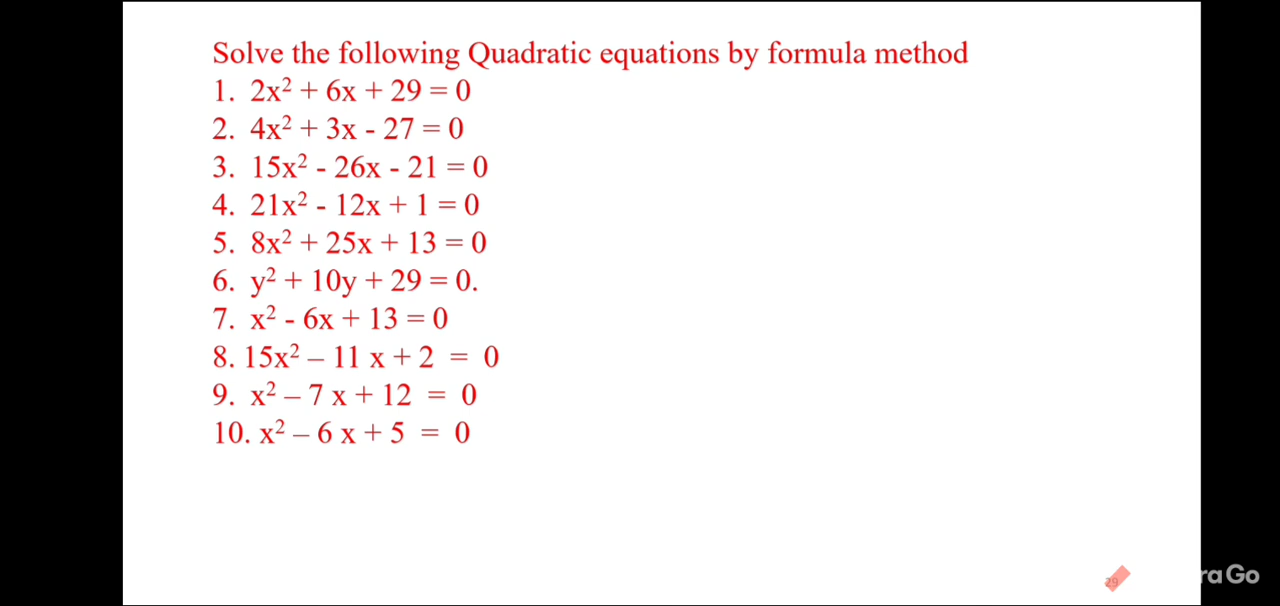 Solve the following Quadratic equations by formula method
1. 2x² + 6x + 29 = 0
2. 4x² + 3x - 27 = 0
3. 15x² - 26x - 21 = 0
4. 21x² - 12x + 1 = 0
5. 8x² + 25x + 13 = 0
6. y² + 10y + 29 = 0.
7. x² - 6x + 13 = 0
8. 15x² – 11 x + 2 = 0
9. x² – 7 x + 12 = 0
10. x² – 6 x + 5 = 0
29
Go